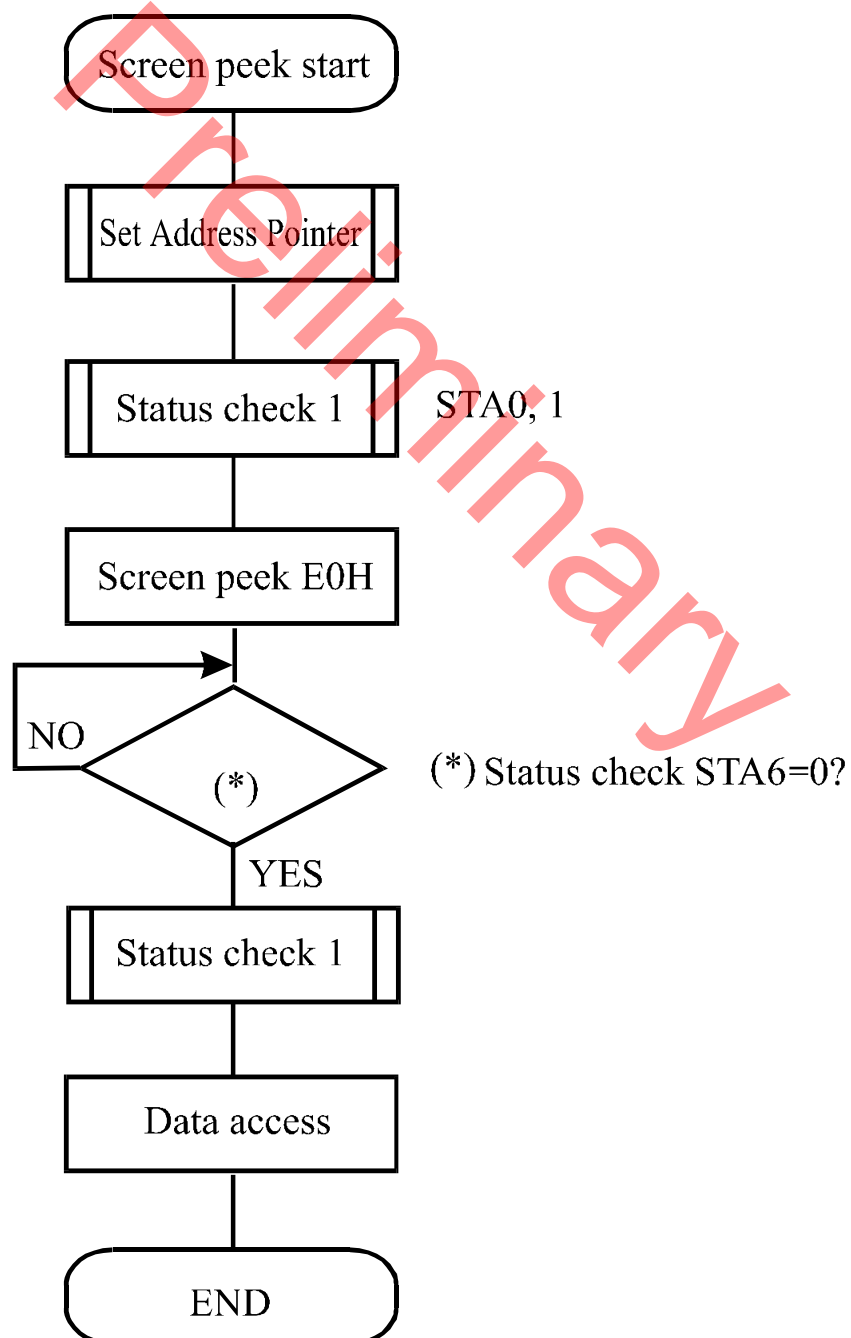 Screen peek start
Set Address Pointer
Status check 1
STA0, 1
Screen peek E0H
NO
(*)
(*) Status check STA6=0?
YES
Status check 1
Data access
END
Preliminary